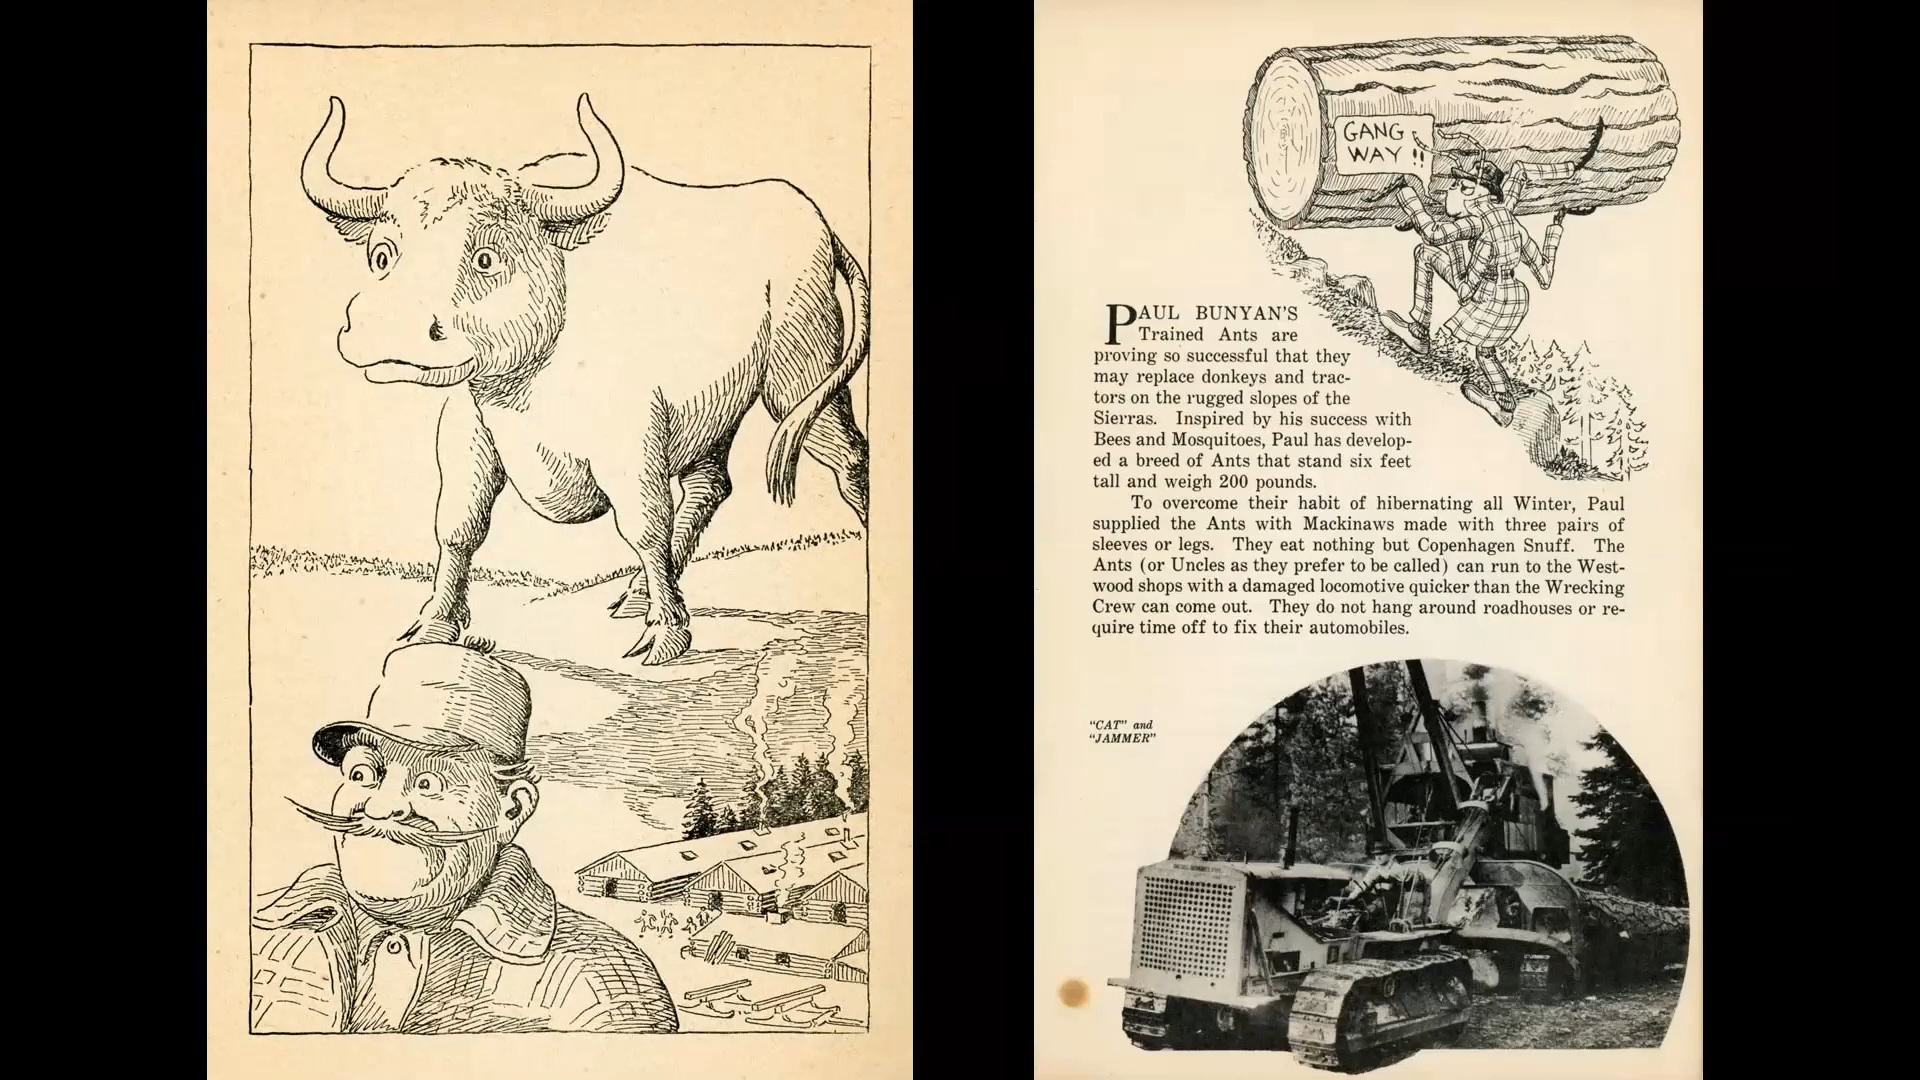 GANG
WAY !!
PAUL BUNYAN'S
Trained Ants are
proving so successful that they
may replace donkeys and trac-
tors on the rugged slopes of the
Sierras. Inspired by his success with
Bees and Mosquitoes, Paul has develop-
ed a breed of Ants that stand six feet
tall and weigh 200 pounds.
To overcome their habit of hibernating all Winter, Paul
supplied the Ants with Mackinaws made with three pairs of
sleeves or legs. They eat nothing but Copenhagen Snuff. The
Ants (or Uncles as they prefer to be called) can run to the West-
wood shops with a damaged locomotive quicker than the Wrecking
Crew can come out. They do not hang around roadhouses or re-
quire time off to fix their automobiles.
"CAT" and
"JAMMER"